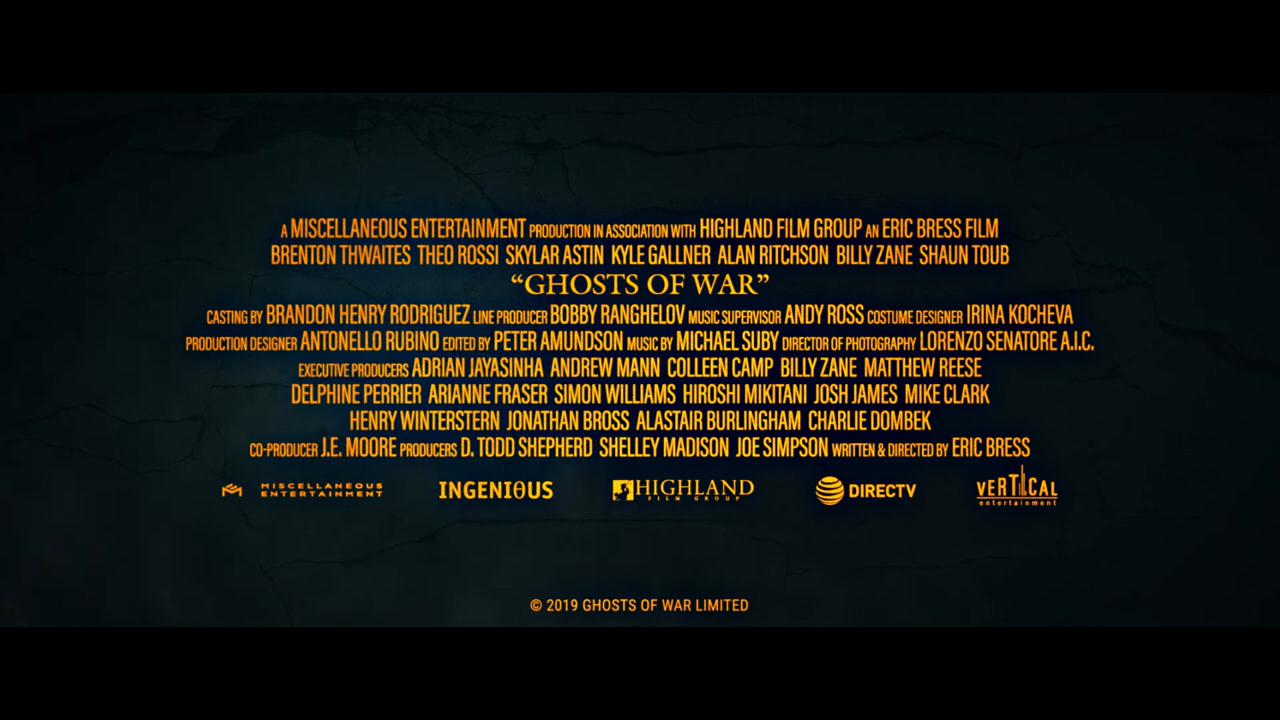 A MISCELLANEOUS ENTERTAINMENT PRODUCTION IN ASSOCIATION WITH HIGHLAND FILM GROUP AN ERIC BRESS FILM
BRENTON THWAITES THEO ROSSI SKYLAR ASTIN KYLE GALLNER ALAN RITCHSON BILLY ZANE SHAUN TOUB
“GHOSTS OF WAR”
CASTING BY BRANDON HENRY RODRIGUEZ LINE PRODUCER BOBBY RANGHELOV MUSIC SUPERVISOR ANDY ROSS COSTUME DESIGNER IRINA KOCHEVA
PRODUCTION DESIGNER ANTONELLO RUBINO EDITED BY PETER AMUNDSON MUSIC BY MICHAEL SUBY DIRECTOR OF PHOTOGRAPHY LORENZO SENATORE A.I.C.
EXECUTIVE PRODUCERS ADRIAN JAYASINHA ANDREW MANN COLLEEN CAMP BILLY ZANE MATTHEW REESE
DELPHINE PERRIER ARIANNE FRASER SIMON WILLIAMS HIROSHI MIKITANI JOSH JAMES MIKE CLARK
HENRY WINTERSTERN JONATHAN BROSS ALASTAIR BURLINGHAM CHARLIE DOMBEK
CO-PRODUCER J.E. MOORE PRODUCERS D. TODD SHEPHERD SHELLEY MADISON JOE SIMPSON WRITTEN & DIRECTED BY ERIC BRESS
MISCELLANEOUS ENTERTAINMENT INGENIOUS HIGHLAND FILM GROUP DIRECTV VERTICAL entertainment
© 2019 GHOSTS OF WAR LIMITED